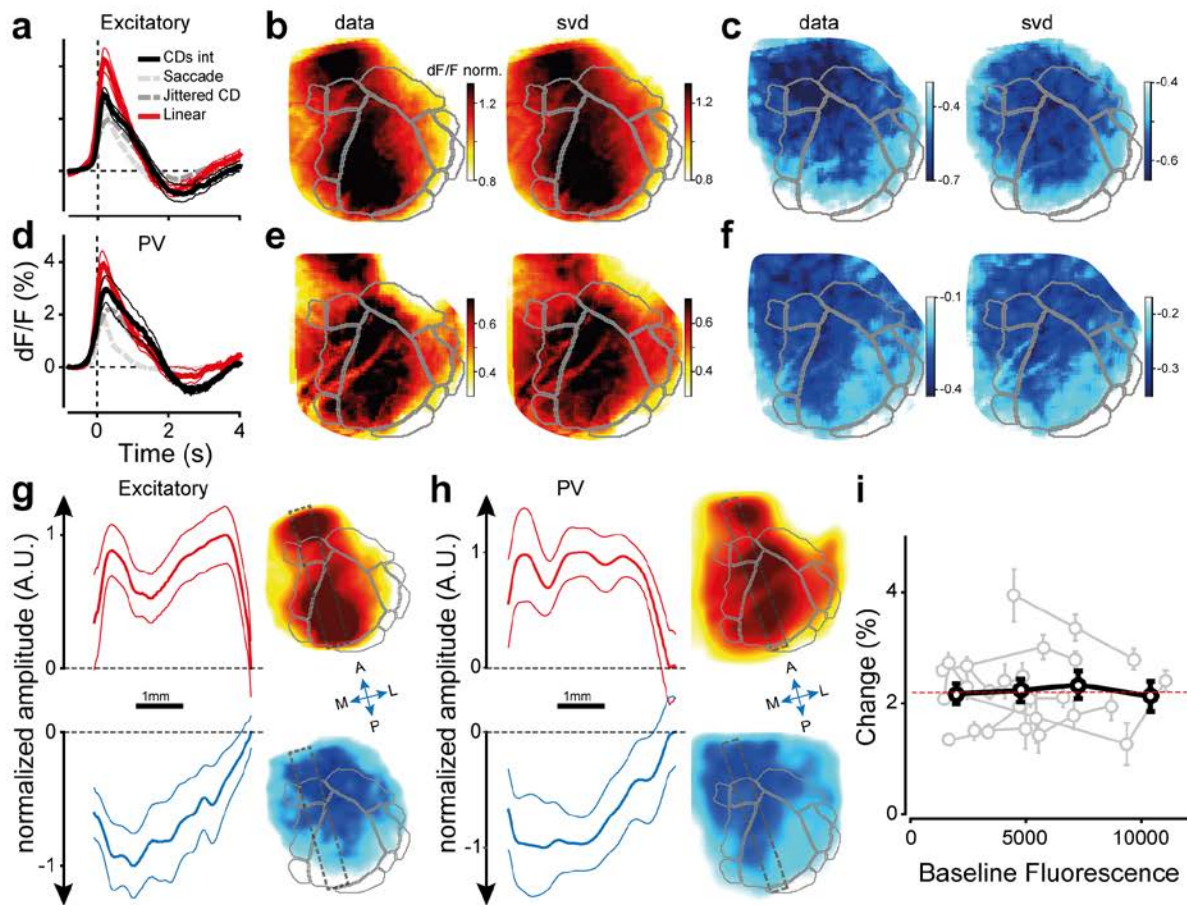 a
Excitatory
CDs int
Saccade
Jittered CD
Linear
b
data
svd
dF/F norm.
1.2
0.8
1.2
0.8
c
data
svd
-0.4
-0.7
-0.4
-0.6
d
PV
4
2
0
dF/F (%)
0
2
4
Time (s)
e
0.6
0.4
0.6
0.4
f
-0.1
-0.4
-0.2
-0.3
g
Excitatory
1
0
0
-1
normalized amplitude (A.U.)
1mm
A
M
L
P
h
PV
1
0
0
-1
normalized amplitude (A.U.)
1mm
A
M
L
P
i
4
2
0
Change (%)
0
5000
10000
Baseline Fluorescence